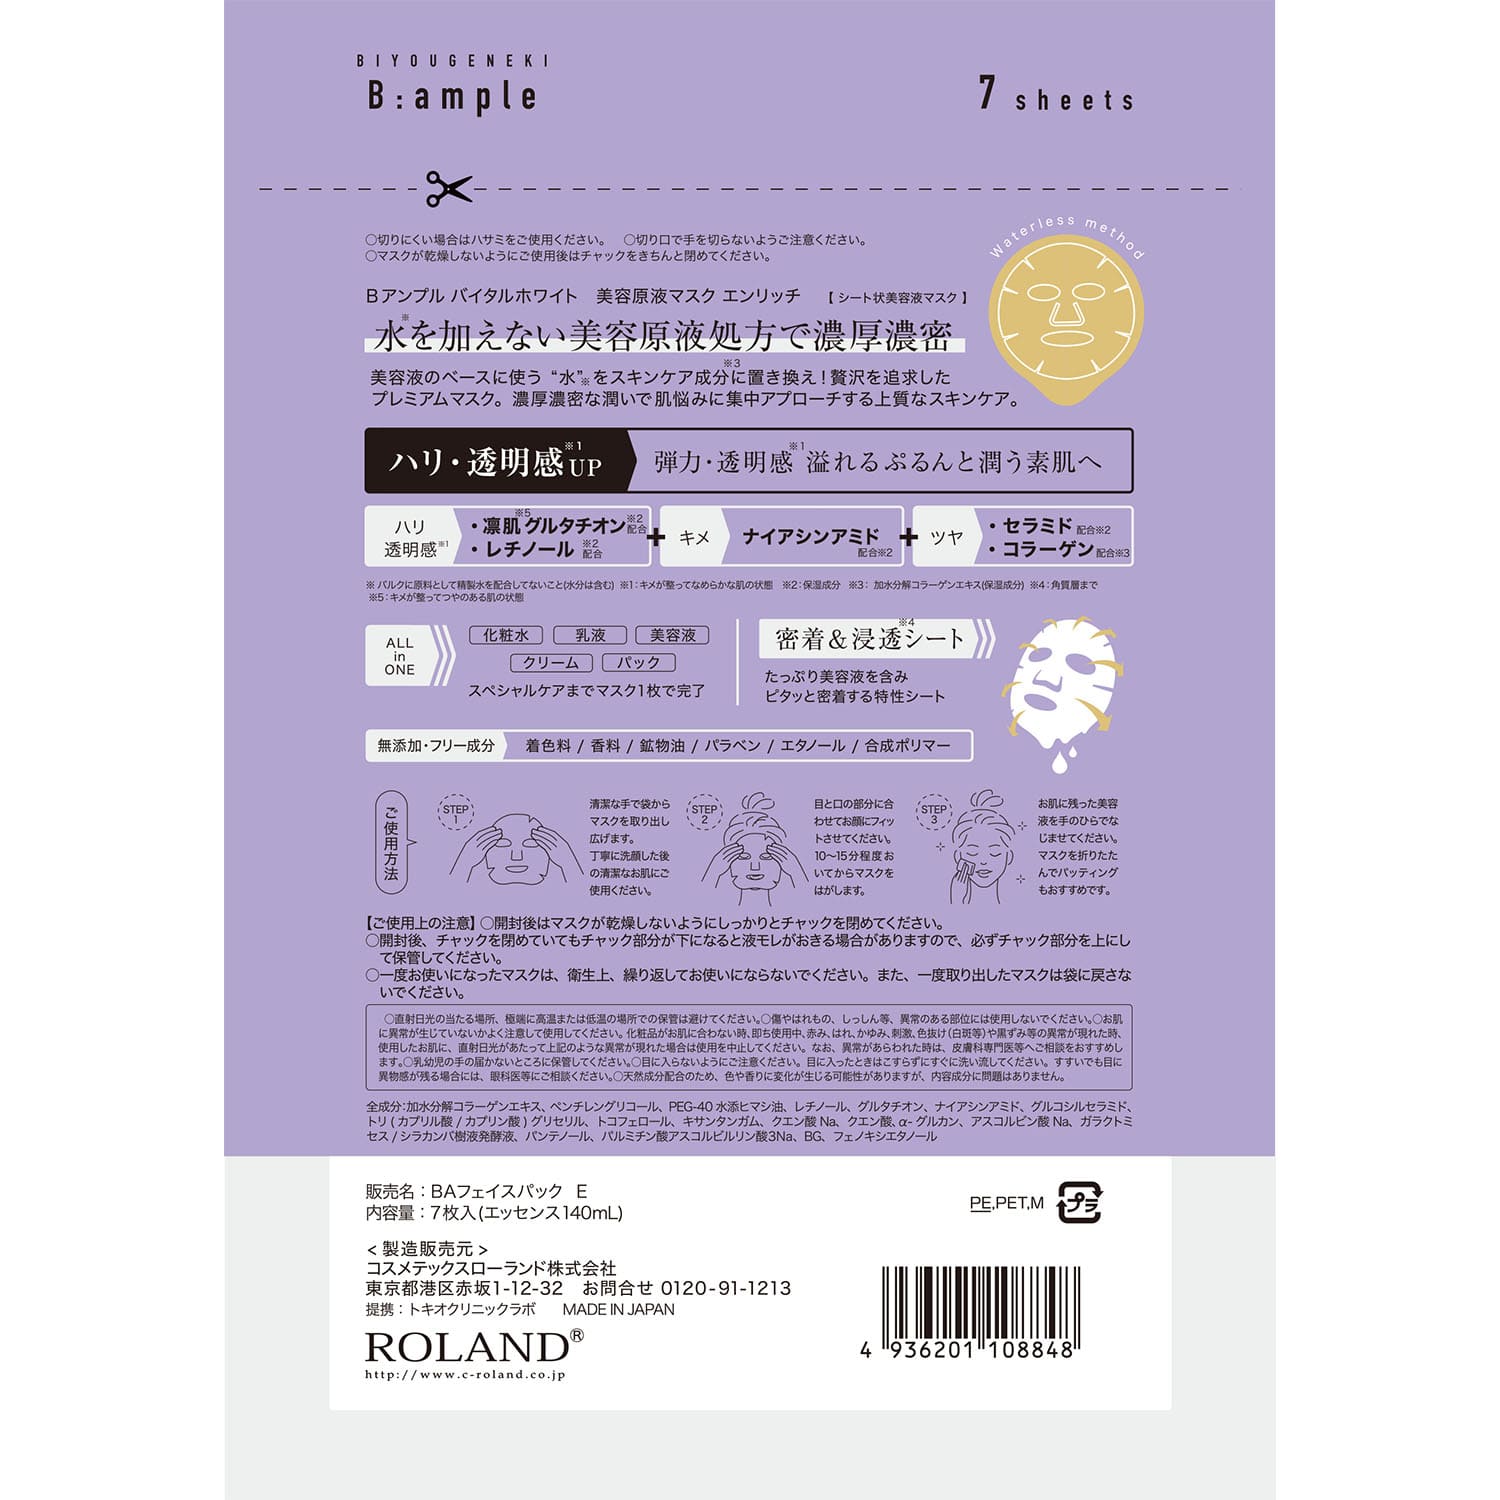 BIYOUGENEKI
B:ample
7 sheets
○切りにくい場合はハサミをご使用ください。 ○切り口で手を切らないようご注意ください。
○マスクが乾燥しないようにご使用後はチャックをきちんと閉めてください。
Waterless method
Bアンプル バイタルホワイト 美容原液マスク エンリッチ 【 シート状美容液マスク 】
水※を加えない美容原液処方で濃厚濃密
美容液のベースに使う “水”※をスキンケア成分※3に置き換え！贅沢を追求した
プレミアムマスク。濃厚濃密な潤いで肌悩みに集中アプローチする上質なスキンケア。
ハリ・透明感※1UP
弾力・透明感※1溢れるぷるんと潤う素肌へ
ハリ
透明感※1
・凛肌※5グルタチオン※2配合
・レチノール※2配合
+
キメ
ナイアシンアミド
配合※2
+
ツヤ
・セラミド 配合※2
・コラーゲン 配合※3
※ バルクに原料として精製水を配合してないこと(水分は含む) ※1：キメが整ってなめらかな肌の状態 ※2：保湿成分 ※3： 加水分解コラーゲンエキス(保湿成分) ※4：角質層まで
※5：キメが整ってつやのある肌の状態
ALL
in
ONE
化粧水 乳液 美容液
クリーム パック
スペシャルケアまでマスク1枚で完了
密着＆浸透※4シート
たっぷり美容液を含み
ピタッと密着する特性シート
無添加・フリー成分 着色料 / 香料 / 鉱物油 / パラベン / エタノール / 合成ポリマー
ご使用方法
STEP
1
清潔な手で袋から
マスクを取り出し
広げます。
丁寧に洗顔した後
の清潔なお肌にご
使用ください。
STEP
2
目と口の部分に合
わせてお顔にフィッ
トさせてください。
10〜15分程度お
いてからマスクを
はがします。
STEP
3
お肌に残った美容
液を手のひらでな
じませてください。
マスクを折りたた
んでパッティング
もおすすめです。
【ご使用上の注意】○開封後はマスクが乾燥しないようにしっかりとチャックを閉めてください。
○開封後、チャックを閉めていてもチャック部分が下になると液モレがおきる場合がありますので、必ずチャック部分を上にし
て保管してください。
○一度お使いになったマスクは、衛生上、繰り返してお使いにならないでください。また、一度取り出したマスクは袋に戻さな
いでください。
○直射日光の当たる場所、極端に高温または低温の場所での保管は避けてください。○傷やはれもの、しっしん等、異常のある部位には使用しないでください。○お肌
に異常が生じていないかよく注意して使用してください。化粧品がお肌に合わない時、即ち使用中、赤み、はれ、かゆみ、刺激、色抜け（白斑等）や黒ずみ等の異常が現れた時、
使用したお肌に、直射日光があたって上記のような異常が現れた場合は使用を中止してください。なお、異常があらわれた時は、皮膚科専門医等へご相談をおすすめし
ます。○乳幼児の手の届かないところに保管してください。○目に入らないようにご注意ください。目に入ったときはこすらずにすぐに洗い流してください。すすいでも目に
異物感が残る場合には、眼科医等にご相談ください。○天然成分配合のため、色や香りに変化が生じる可能性がありますが、内容成分に問題はありません。
全成分：加水分解コラーゲンエキス、ペンチレングリコール、PEG-40 水添ヒマシ油、レチノール、グルタチオン、ナイアシンアミド、グルコシルセラミド、
トリ ( カプリル酸 / カプリン酸 ) グリセリル、トコフェロール、キサンタンガム、クエン酸 Na、クエン酸、α- グルカン、アスコルビン酸 Na、ガラクトミ
セス / シラカンバ樹液発酵液、パンテノール、パルミチン酸アスコルビルリン酸3Na、BG、フェノキシエタノール
販売名：BAフェイスパック E
内容量：7枚入(エッセンス140mL)
PE,PET,M
プラ
＜製造販売元＞
コスメテックスローランド株式会社
東京都港区赤坂1-12-32 お問合せ 0120-91-1213
提携：トキオクリニックラボ MADE IN JAPAN
ROLAND®
http://www.c-roland.co.jp
4 936201 108848